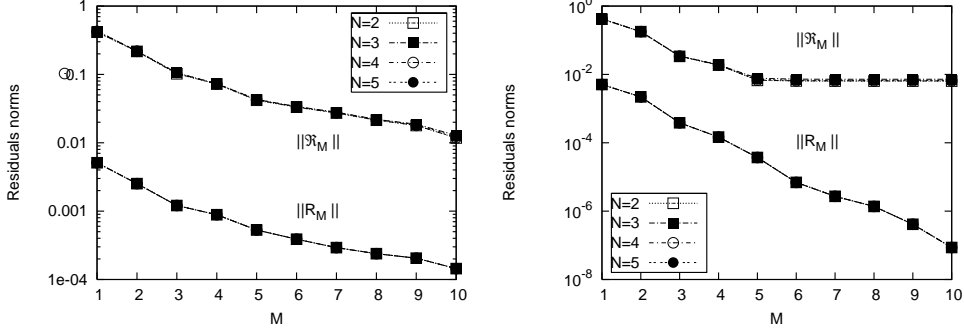 1
0.1
0.01
0.001
1e-04
Residuals norms
N=2
N=3
N=4
N=5
||ℜ_M||
||R_M||
1 2 3 4 5 6 7 8 9 10
M
10^0
10^-2
10^-4
10^-6
10^-8
Residuals norms
||ℜ_M||
||R_M||
N=2
N=3
N=4
N=5
1 2 3 4 5 6 7 8 9 10
M